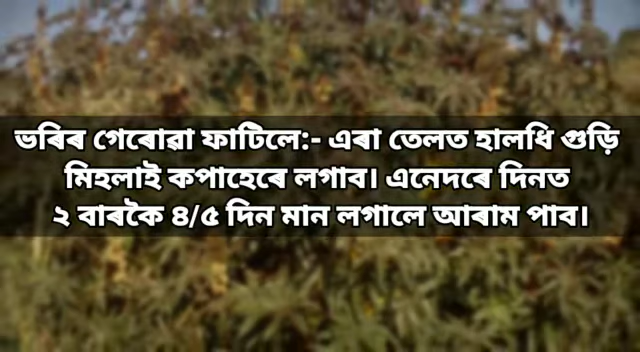 ভৰিৰ গেৰোৱা ফাটিলে:- এৰা তেলত হালধি গুড়ি
মিহলাই কপাহেৰে লগাব। এনেদৰে দিনত
২ বাৰকৈ ৪/৫ দিন মান লগালে আৰাম পাব।